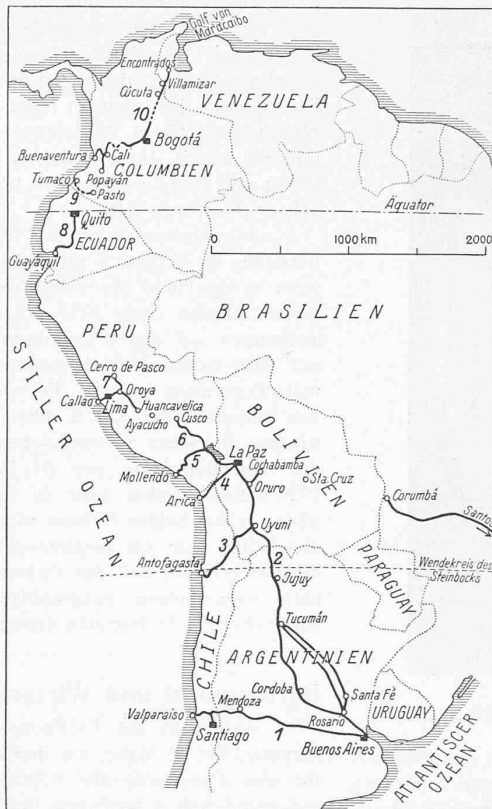 Golf von
Maracaibo
Encontrados
Villamizar
Cúcuta
VENEZUELA
10
Bogotá
Buenaventura
Cali
COLUMBIEN
Tumaco
Popayán
Pasto
9
Äquator
Quito
8
ECUADOR
Guayaquil
0
1000 km
2000
BRASILIEN
PERU
STILLER OZEAN
Cerro de Pasco
7
Oroya
Callao
Lima
Huancavelica
Ayacucho
Cusco
BOLIVIEN
La Paz
5
Cochabamba
Mollendo
4
Sta. Cruz
Oruro
Arica
Corumbá
Santos
Uyuni
3
PARAGUAY
Antofagasta
2
Wendekreis des
Steinbocks
Jujuy
CHILE
Tucumán
ARGENTINIEN
Cordoba
Santa Fè
Mendoza
URUGUAY
Valparaiso
Rosario
Santiago
1
Buenos Aires
ATLANTISCER
OZEAN